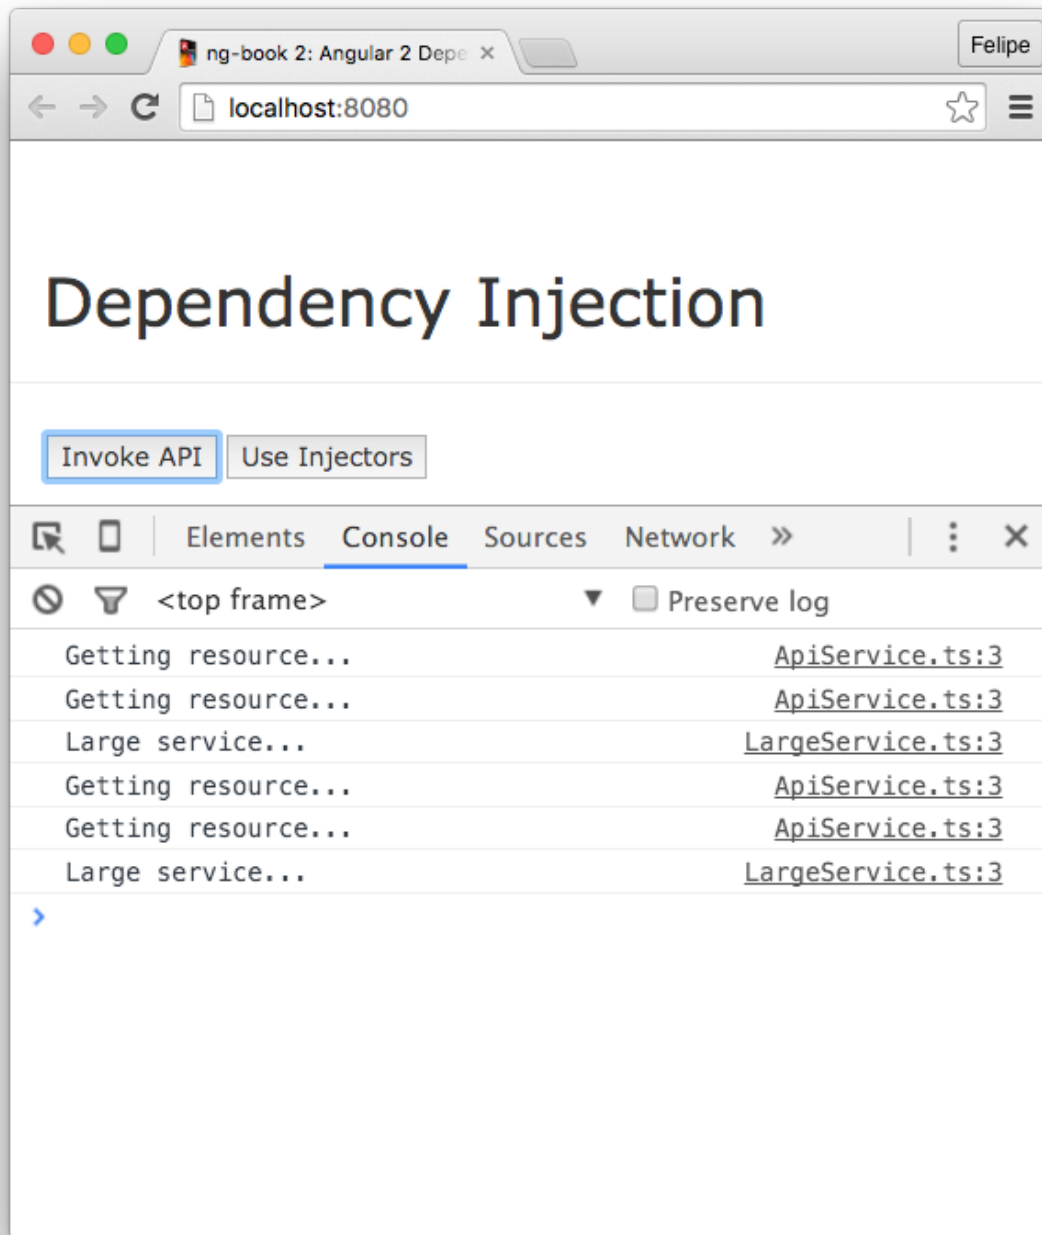 ng-book 2: Angular 2 Depe
Felipe
localhost:8080
Dependency Injection
Invoke API Use Injectors
Elements Console Sources Network »
<top frame> ▼ Preserve log
Getting resource... ApiService.ts:3
Getting resource... ApiService.ts:3
Large service... LargeService.ts:3
Getting resource... ApiService.ts:3
Getting resource... ApiService.ts:3
Large service... LargeService.ts:3